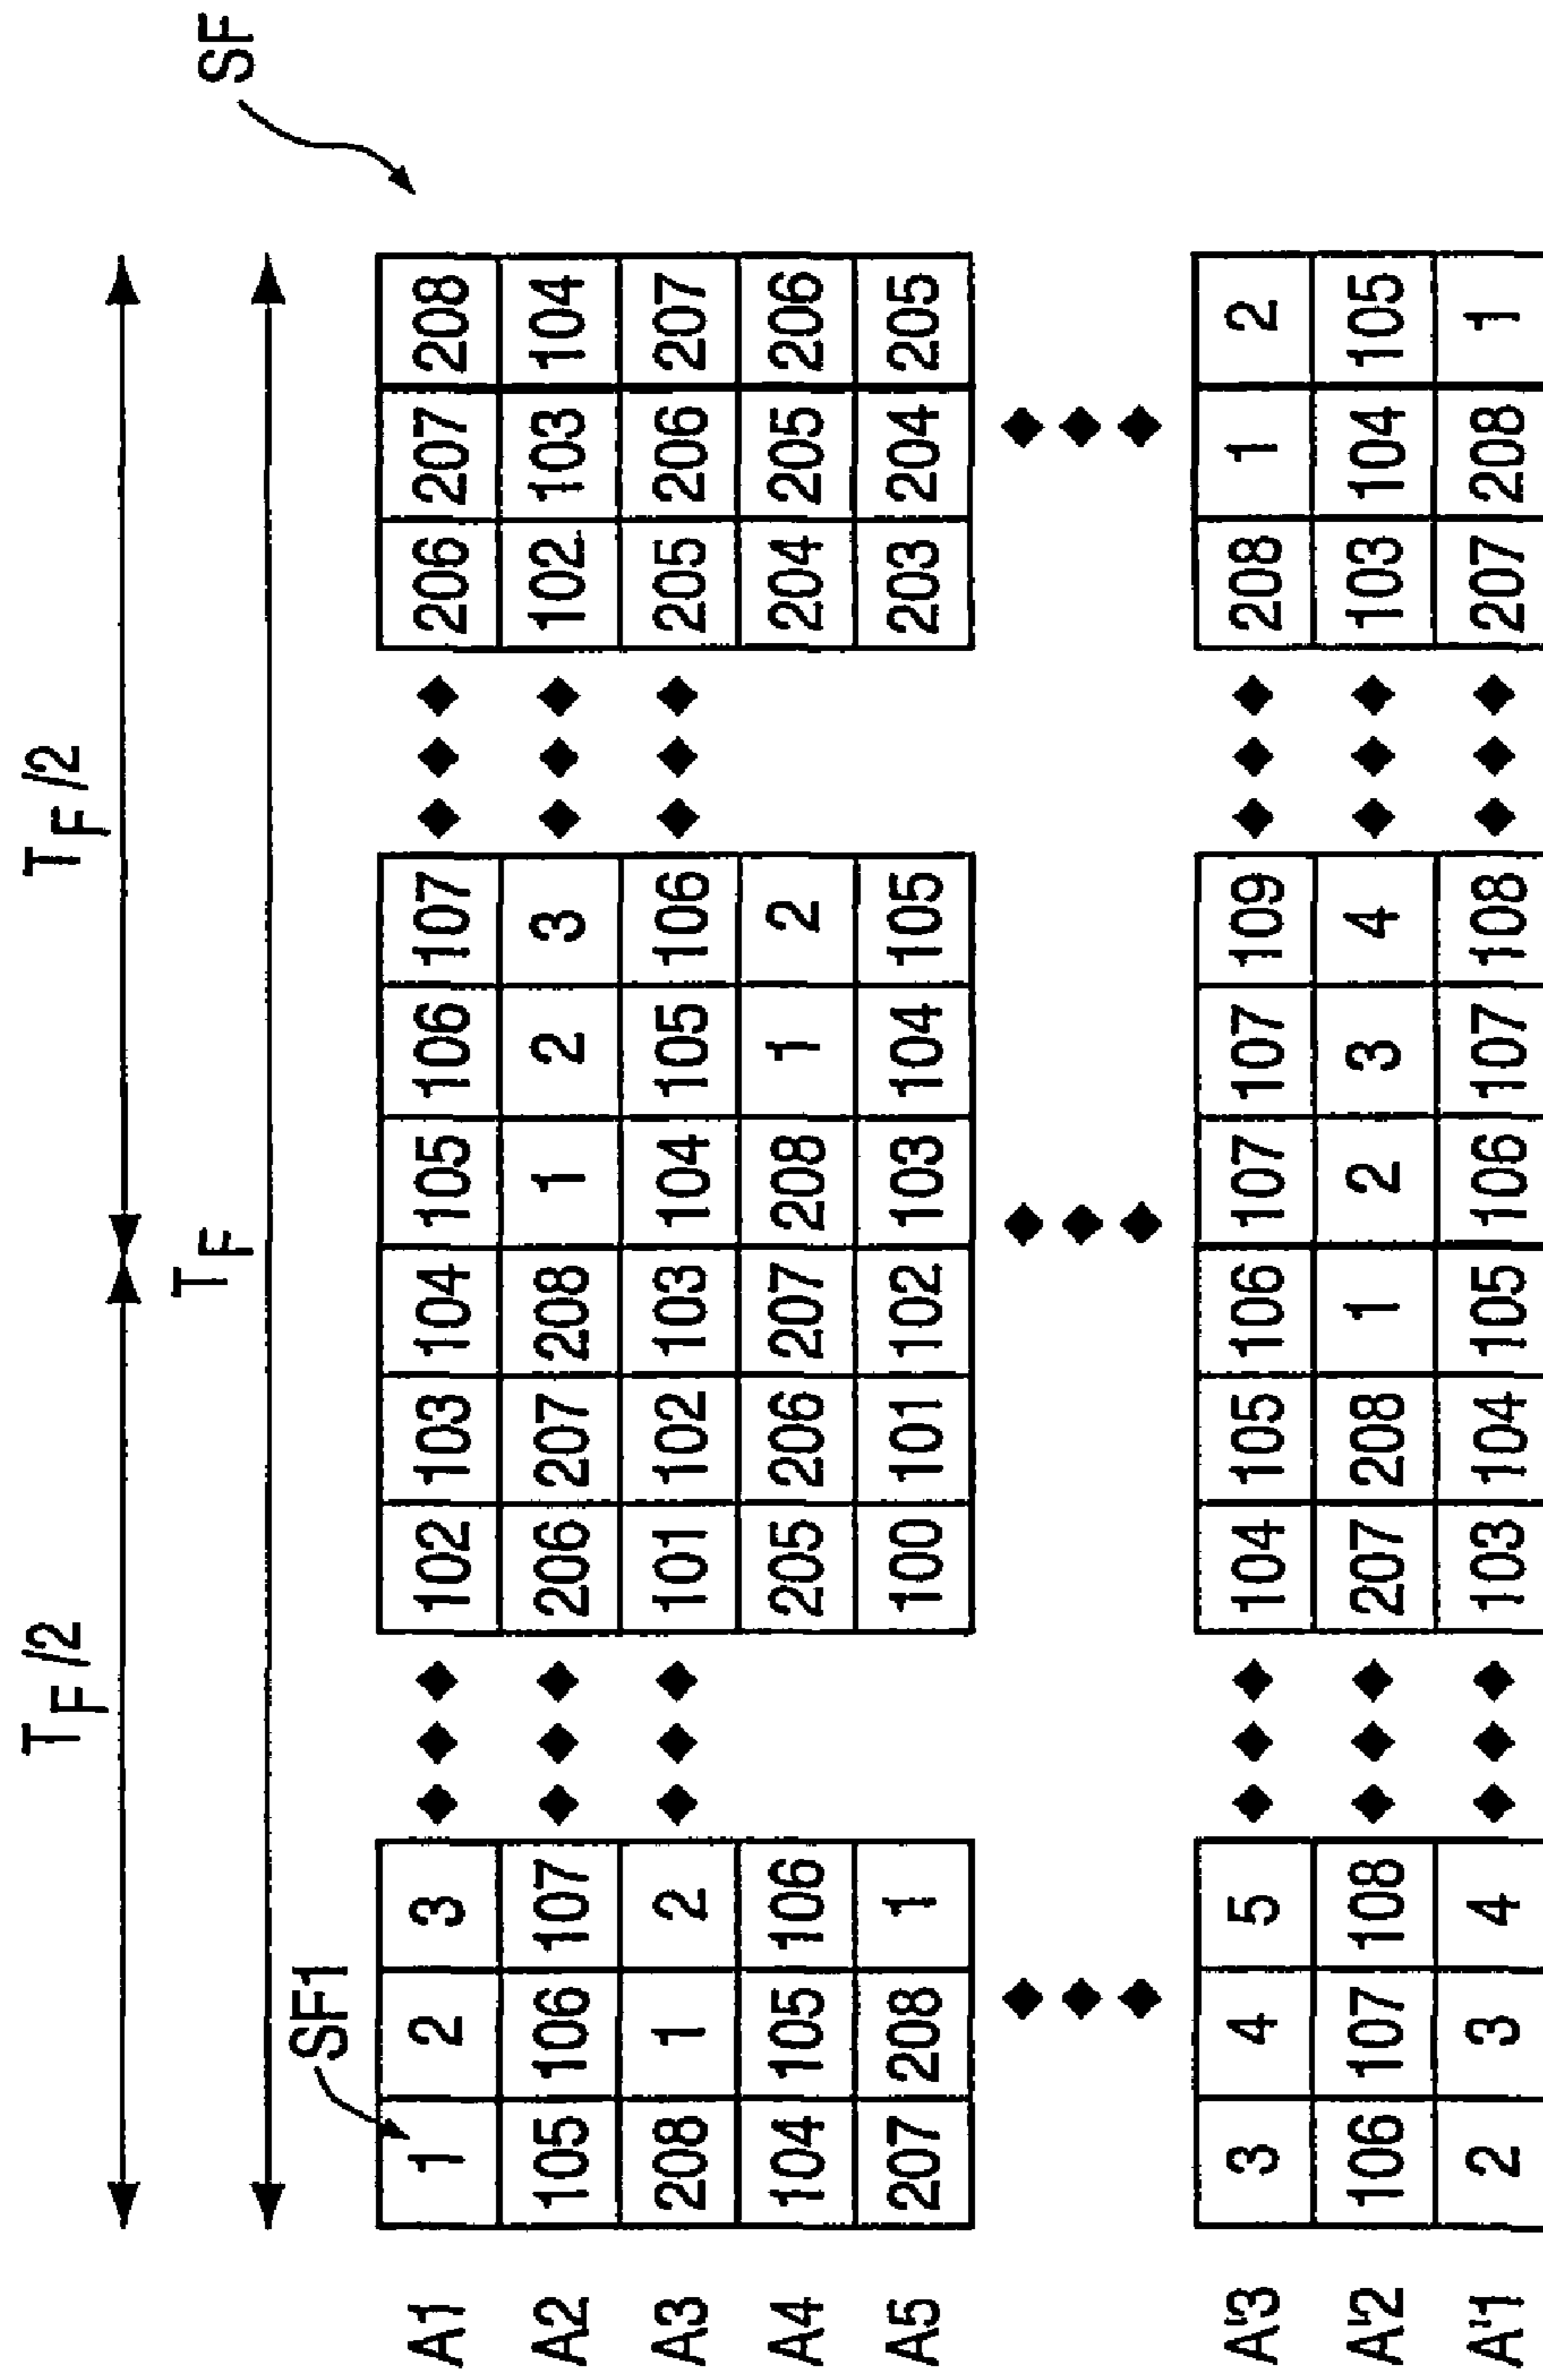 SF
T_F/2 T_F/2
T_F
SF1
A1 1 2 3 ◆◆◆ 102 103 104 105 106 107 ◆◆◆ 206 207 208
A2 105 106 107 ◆◆◆ 206 207 208 1 2 3 ◆◆◆ 102 103 104
A3 208 1 2 ◆◆◆ 101 102 103 104 105 106 ◆◆◆ 205 206 207
A4 104 105 106 205 206 207 208 1 2 204 205 206
A5 207 208 1 100 101 102 103 104 105 203 204 205
A'3 3 4 5 ◆◆◆ 104 105 106 107 107 109 ◆◆◆ 208 1 2
A'2 106 107 108 ◆◆◆ 207 208 1 2 3 4 ◆◆◆ 103 104 105
A'1 2 3 4 ◆◆◆ 103 104 105 106 107 108 ◆◆◆ 207 208 1